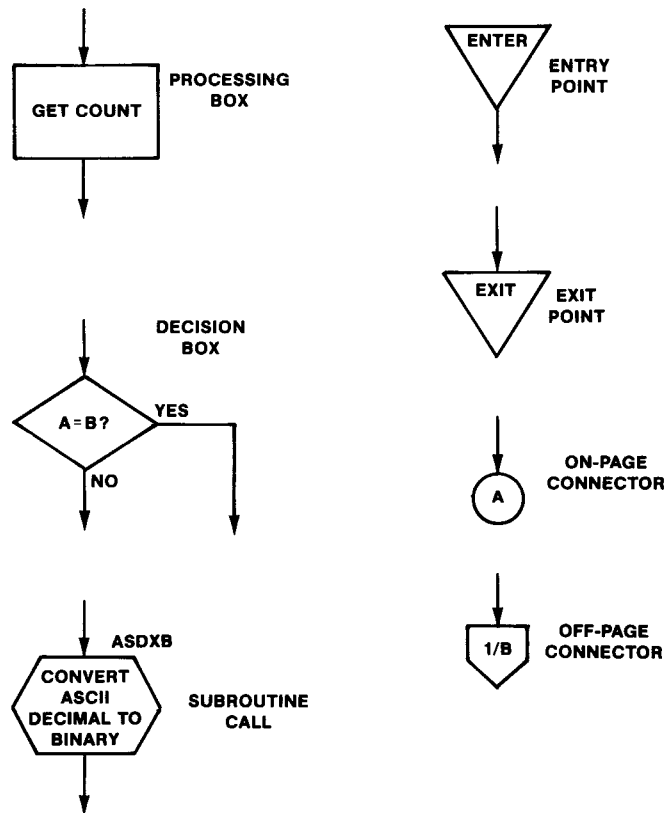 GET COUNT
PROCESSING
BOX
DECISION
BOX
A=B?
YES
NO
ASDXB
CONVERT
ASCII
DECIMAL TO
BINARY
SUBROUTINE
CALL
ENTER
ENTRY
POINT
EXIT
EXIT
POINT
A
ON-PAGE
CONNECTOR
1/B
OFF-PAGE
CONNECTOR